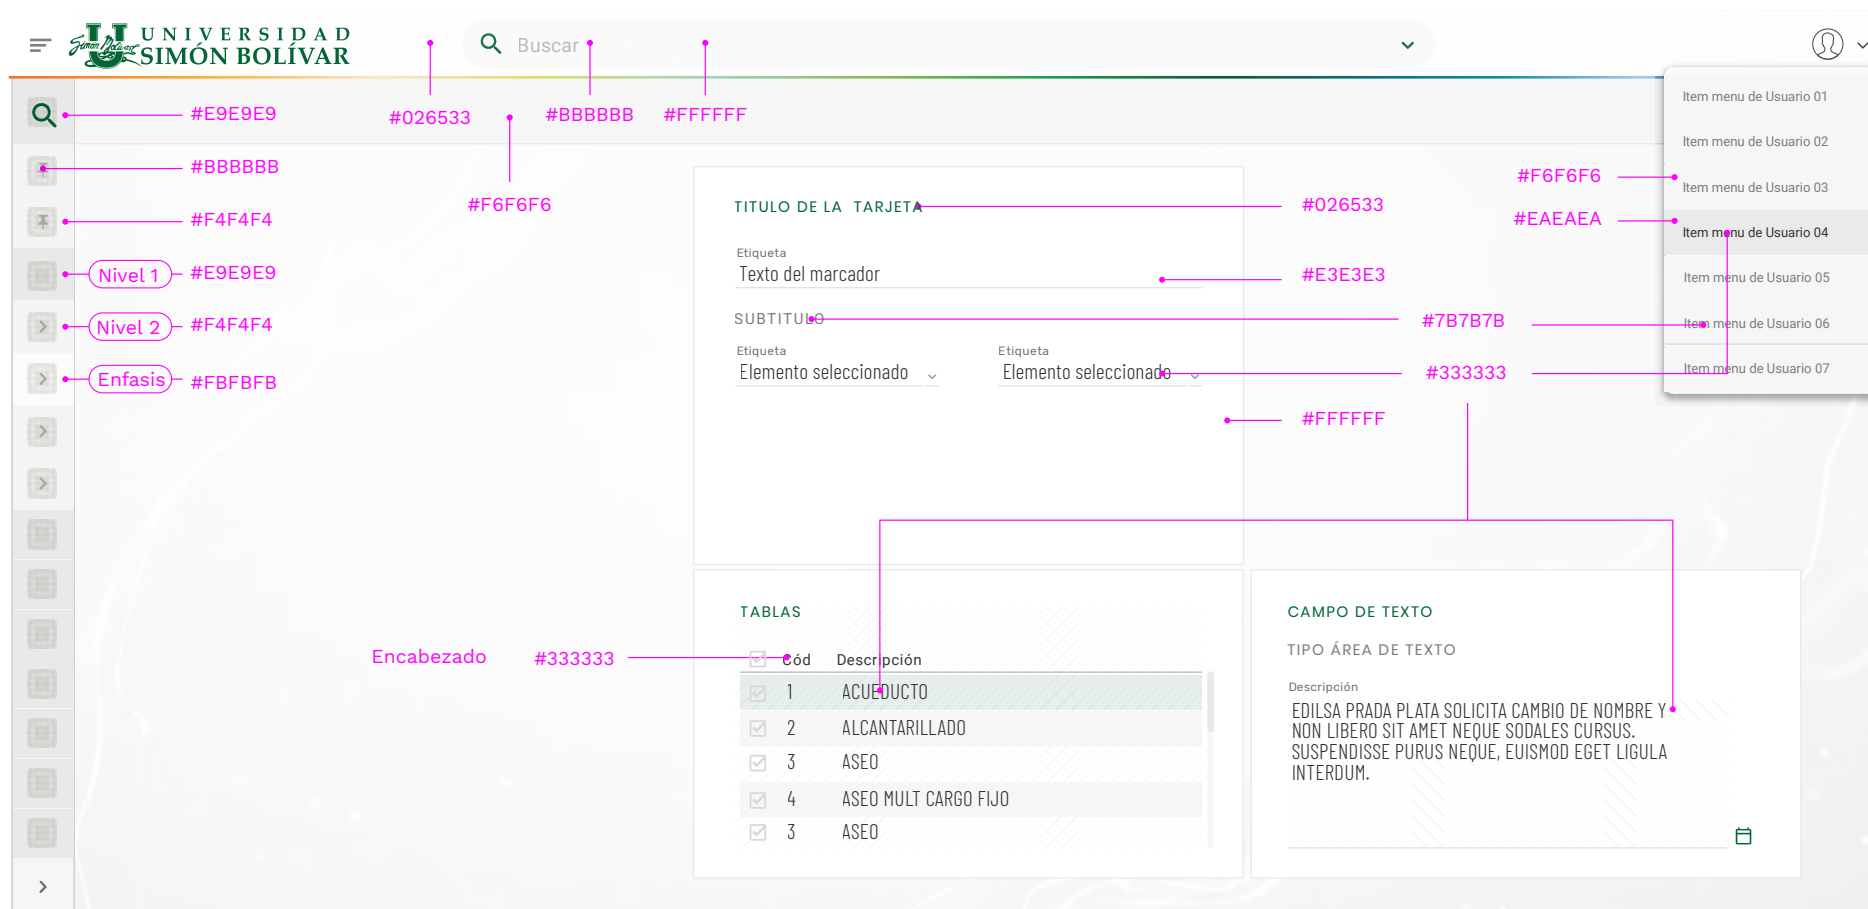 UNIVERSIDAD
SIMÓN BOLÍVAR
Buscar
#E9E9E9
#026533
#BBBBBB
#FFFFFF
Item menu de Usuario 01
Item menu de Usuario 02
#BBBBBB
#F6F6F6
Item menu de Usuario 03
#F4F4F4
#F6F6F6
TITULO DE LA TARJETA
#026533
#EAEAEA
Item menu de Usuario 04
Nivel 1
#E9E9E9
Etiqueta
Texto del marcador
#E3E3E3
Item menu de Usuario 05
Nivel 2
#F4F4F4
SUBTITULO
#7B7B7B
Item menu de Usuario 06
Enfasis
#FBFBFB
Etiqueta
Elemento seleccionado
Etiqueta
Elemento seleccionado
#333333
Item menu de Usuario 07
#FFFFFF
TABLAS
Encabezado
#333333
Cód
Descripción
1 ACUEDUCTO
2 ALCANTARILLADO
3 ASEO
4 ASEO MULT CARGO FIJO
3 ASEO
CAMPO DE TEXTO
TIPO ÁREA DE TEXTO
Descripción
EDILSA PRADA PLATA SOLICITA CAMBIO DE NOMBRE Y
NON LIBERO SIT AMET NEQUE SODALES CURSUS.
SUSPENDISSE PURUS NEQUE, EUISMOD EGET LIGULA
INTERDUM.